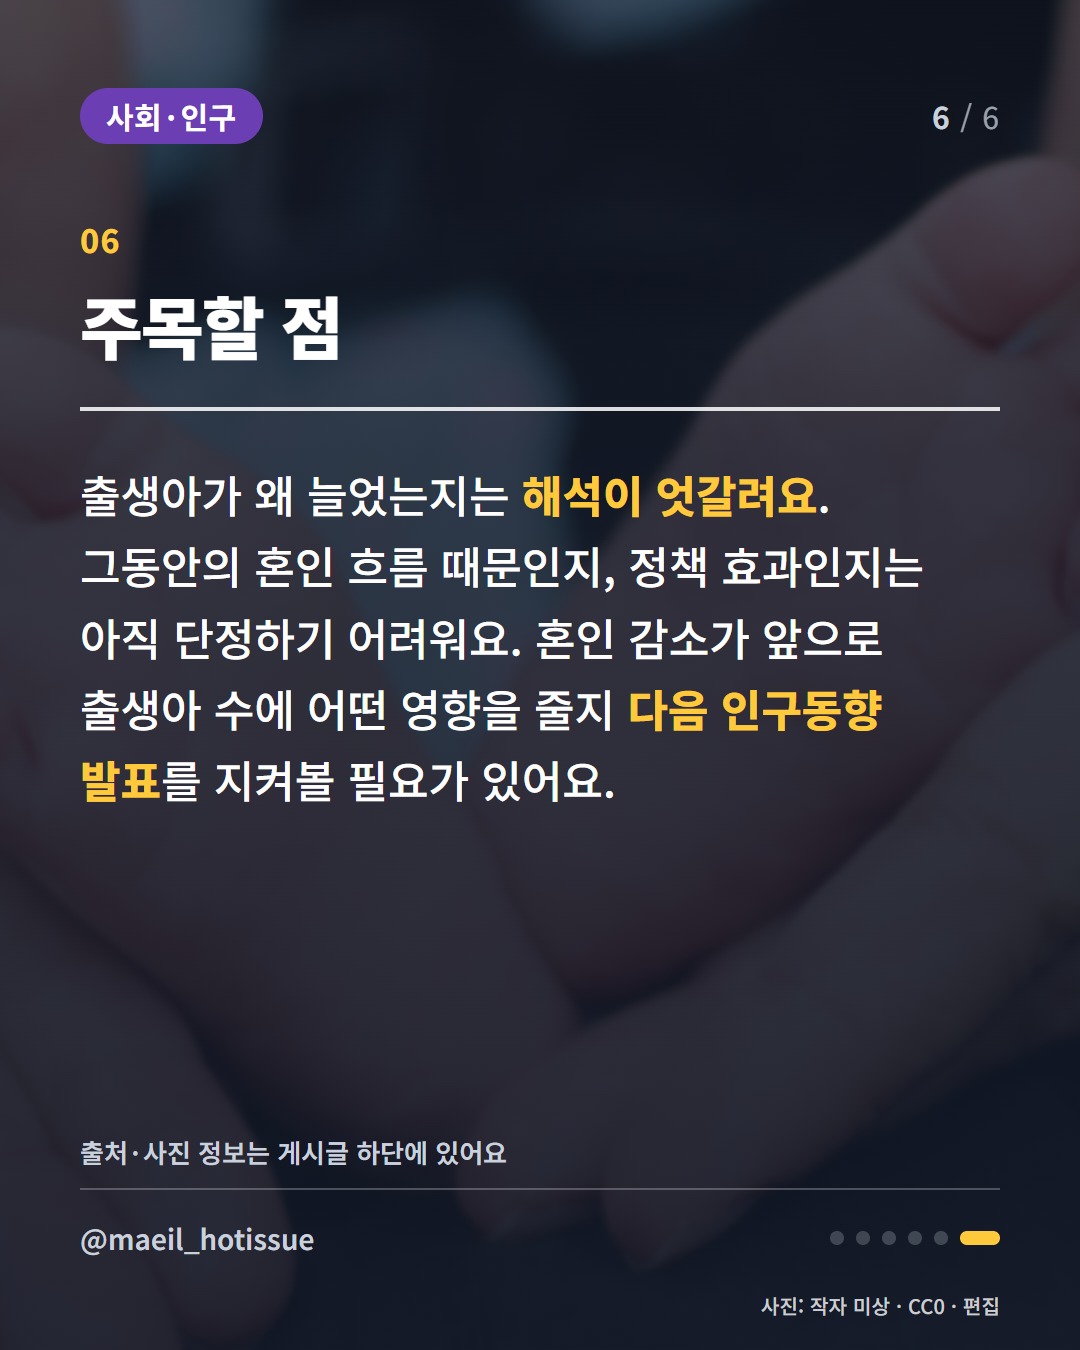 사회·인구
6 / 6
06
주목할 점
출생아가 왜 늘었는지는 해석이 엇갈려요.
그동안의 혼인 흐름 때문인지, 정책 효과인지는
아직 단정하기 어려워요. 혼인 감소가 앞으로
출생아 수에 어떤 영향을 줄지 다음 인구동향
발표를 지켜볼 필요가 있어요.
출처·사진 정보는 게시글 하단에 있어요
@maeil_hotissue
사진: 작자 미상 · CC0 · 편집